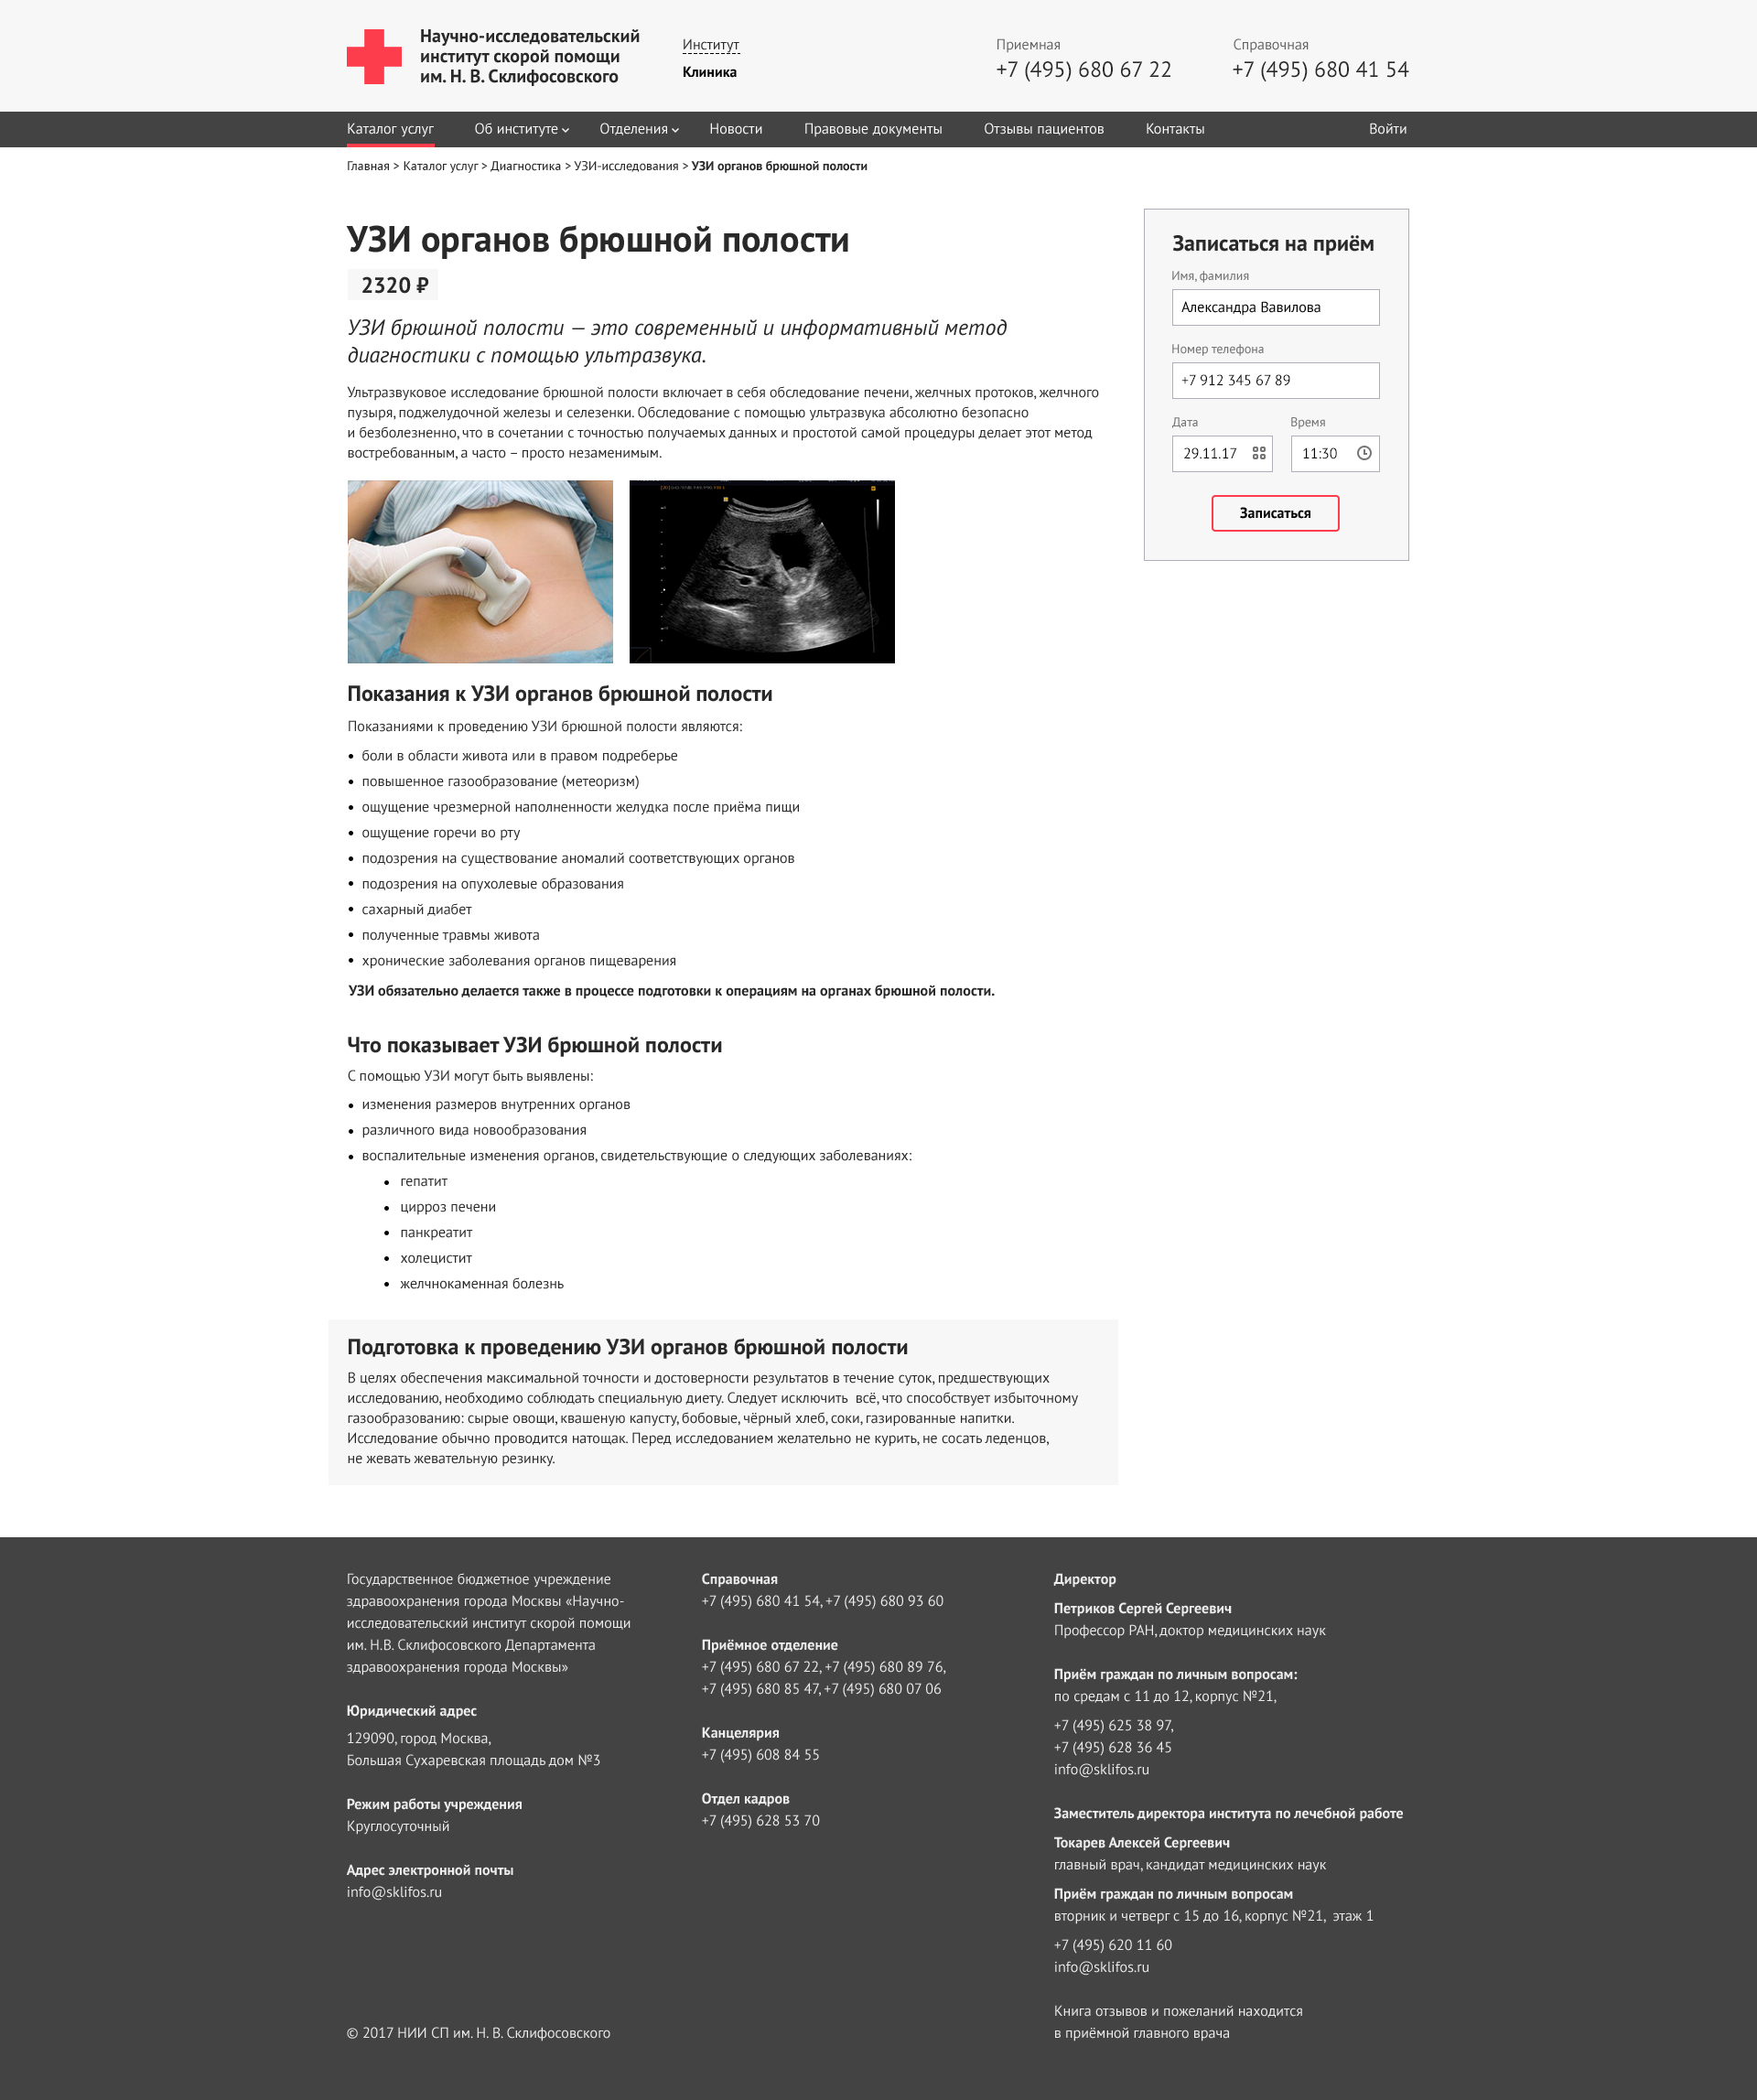 Научно-исследовательский
институт скорой помощи
им. Н. В. Склифосовского
Институт
Клиника
Приемная
+7 (495) 680 67 22
Справочная
+7 (495) 680 41 54
Каталог услуг
Об институте
Отделения
Новости
Правовые документы
Отзывы пациентов
Контакты
Войти
Главная > Каталог услуг > Диагностика > УЗИ-исследования > УЗИ органов брюшной полости
УЗИ органов брюшной полости
2320 ₽
УЗИ брюшной полости — это современный и информативный метод
диагностики с помощью ультразвука.
Ультразвуковое исследование брюшной полости включает в себя обследование печени, желчных протоков, желчного
пузыря, поджелудочной железы и селезенки. Обследование с помощью ультразвука абсолютно безопасно
и безболезненно, что в сочетании с точностью получаемых данных и простотой самой процедуры делает этот метод
востребованным, а часто – просто незаменимым.
Записаться на приём
Имя, фамилия
Александра Вавилова
Номер телефона
+7 912 345 67 89
Дата
Время
29.11.17
11:30
Записаться
Показания к УЗИ органов брюшной полости
Показаниями к проведению УЗИ брюшной полости являются:
• боли в области живота или в правом подреберье
• повышенное газообразование (метеоризм)
• ощущение чрезмерной наполненности желудка после приёма пищи
• ощущение горечи во рту
• подозрения на существование аномалий соответствующих органов
• подозрения на опухолевые образования
• сахарный диабет
• полученные травмы живота
• хронические заболевания органов пищеварения
УЗИ обязательно делается также в процессе подготовки к операциям на органах брюшной полости.
Что показывает УЗИ брюшной полости
С помощью УЗИ могут быть выявлены:
• изменения размеров внутренних органов
• различного вида новообразования
• воспалительные изменения органов, свидетельствующие о следующих заболеваниях:
• гепатит
• цирроз печени
• панкреатит
• холецистит
• желчнокаменная болезнь
Подготовка к проведению УЗИ органов брюшной полости
В целях обеспечения максимальной точности и достоверности результатов в течение суток, предшествующих
исследованию, необходимо соблюдать специальную диету. Следует исключить  всё, что способствует избыточному
газообразованию: сырые овощи, квашеную капусту, бобовые, чёрный хлеб, соки, газированные напитки.
Исследование обычно проводится натощак. Перед исследованием желательно не курить, не сосать леденцов,
не жевать жевательную резинку.
Государственное бюджетное учреждение
здравоохранения города Москвы «Научно-
исследовательский институт скорой помощи
им. Н.В. Склифосовского Департамента
здравоохранения города Москвы»
Юридический адрес
129090, город Москва,
Большая Сухаревская площадь дом №3
Режим работы учреждения
Круглосуточный
Адрес электронной почты
info@sklifos.ru
© 2017 НИИ СП им. Н. В. Склифосовского
Справочная
+7 (495) 680 41 54, +7 (495) 680 93 60
Приёмное отделение
+7 (495) 680 67 22, +7 (495) 680 89 76,
+7 (495) 680 85 47, +7 (495) 680 07 06
Канцелярия
+7 (495) 608 84 55
Отдел кадров
+7 (495) 628 53 70
Директор
Петриков Сергей Сергеевич
Профессор РАН, доктор медицинских наук
Приём граждан по личным вопросам:
по средам с 11 до 12, корпус №21,
+7 (495) 625 38 97,
+7 (495) 628 36 45
info@sklifos.ru
Заместитель директора института по лечебной работе
Токарев Алексей Сергеевич
главный врач, кандидат медицинских наук
Приём граждан по личным вопросам
вторник и четверг с 15 до 16, корпус №21,  этаж 1
+7 (495) 620 11 60
info@sklifos.ru
Книга отзывов и пожеланий находится
в приёмной главного врача